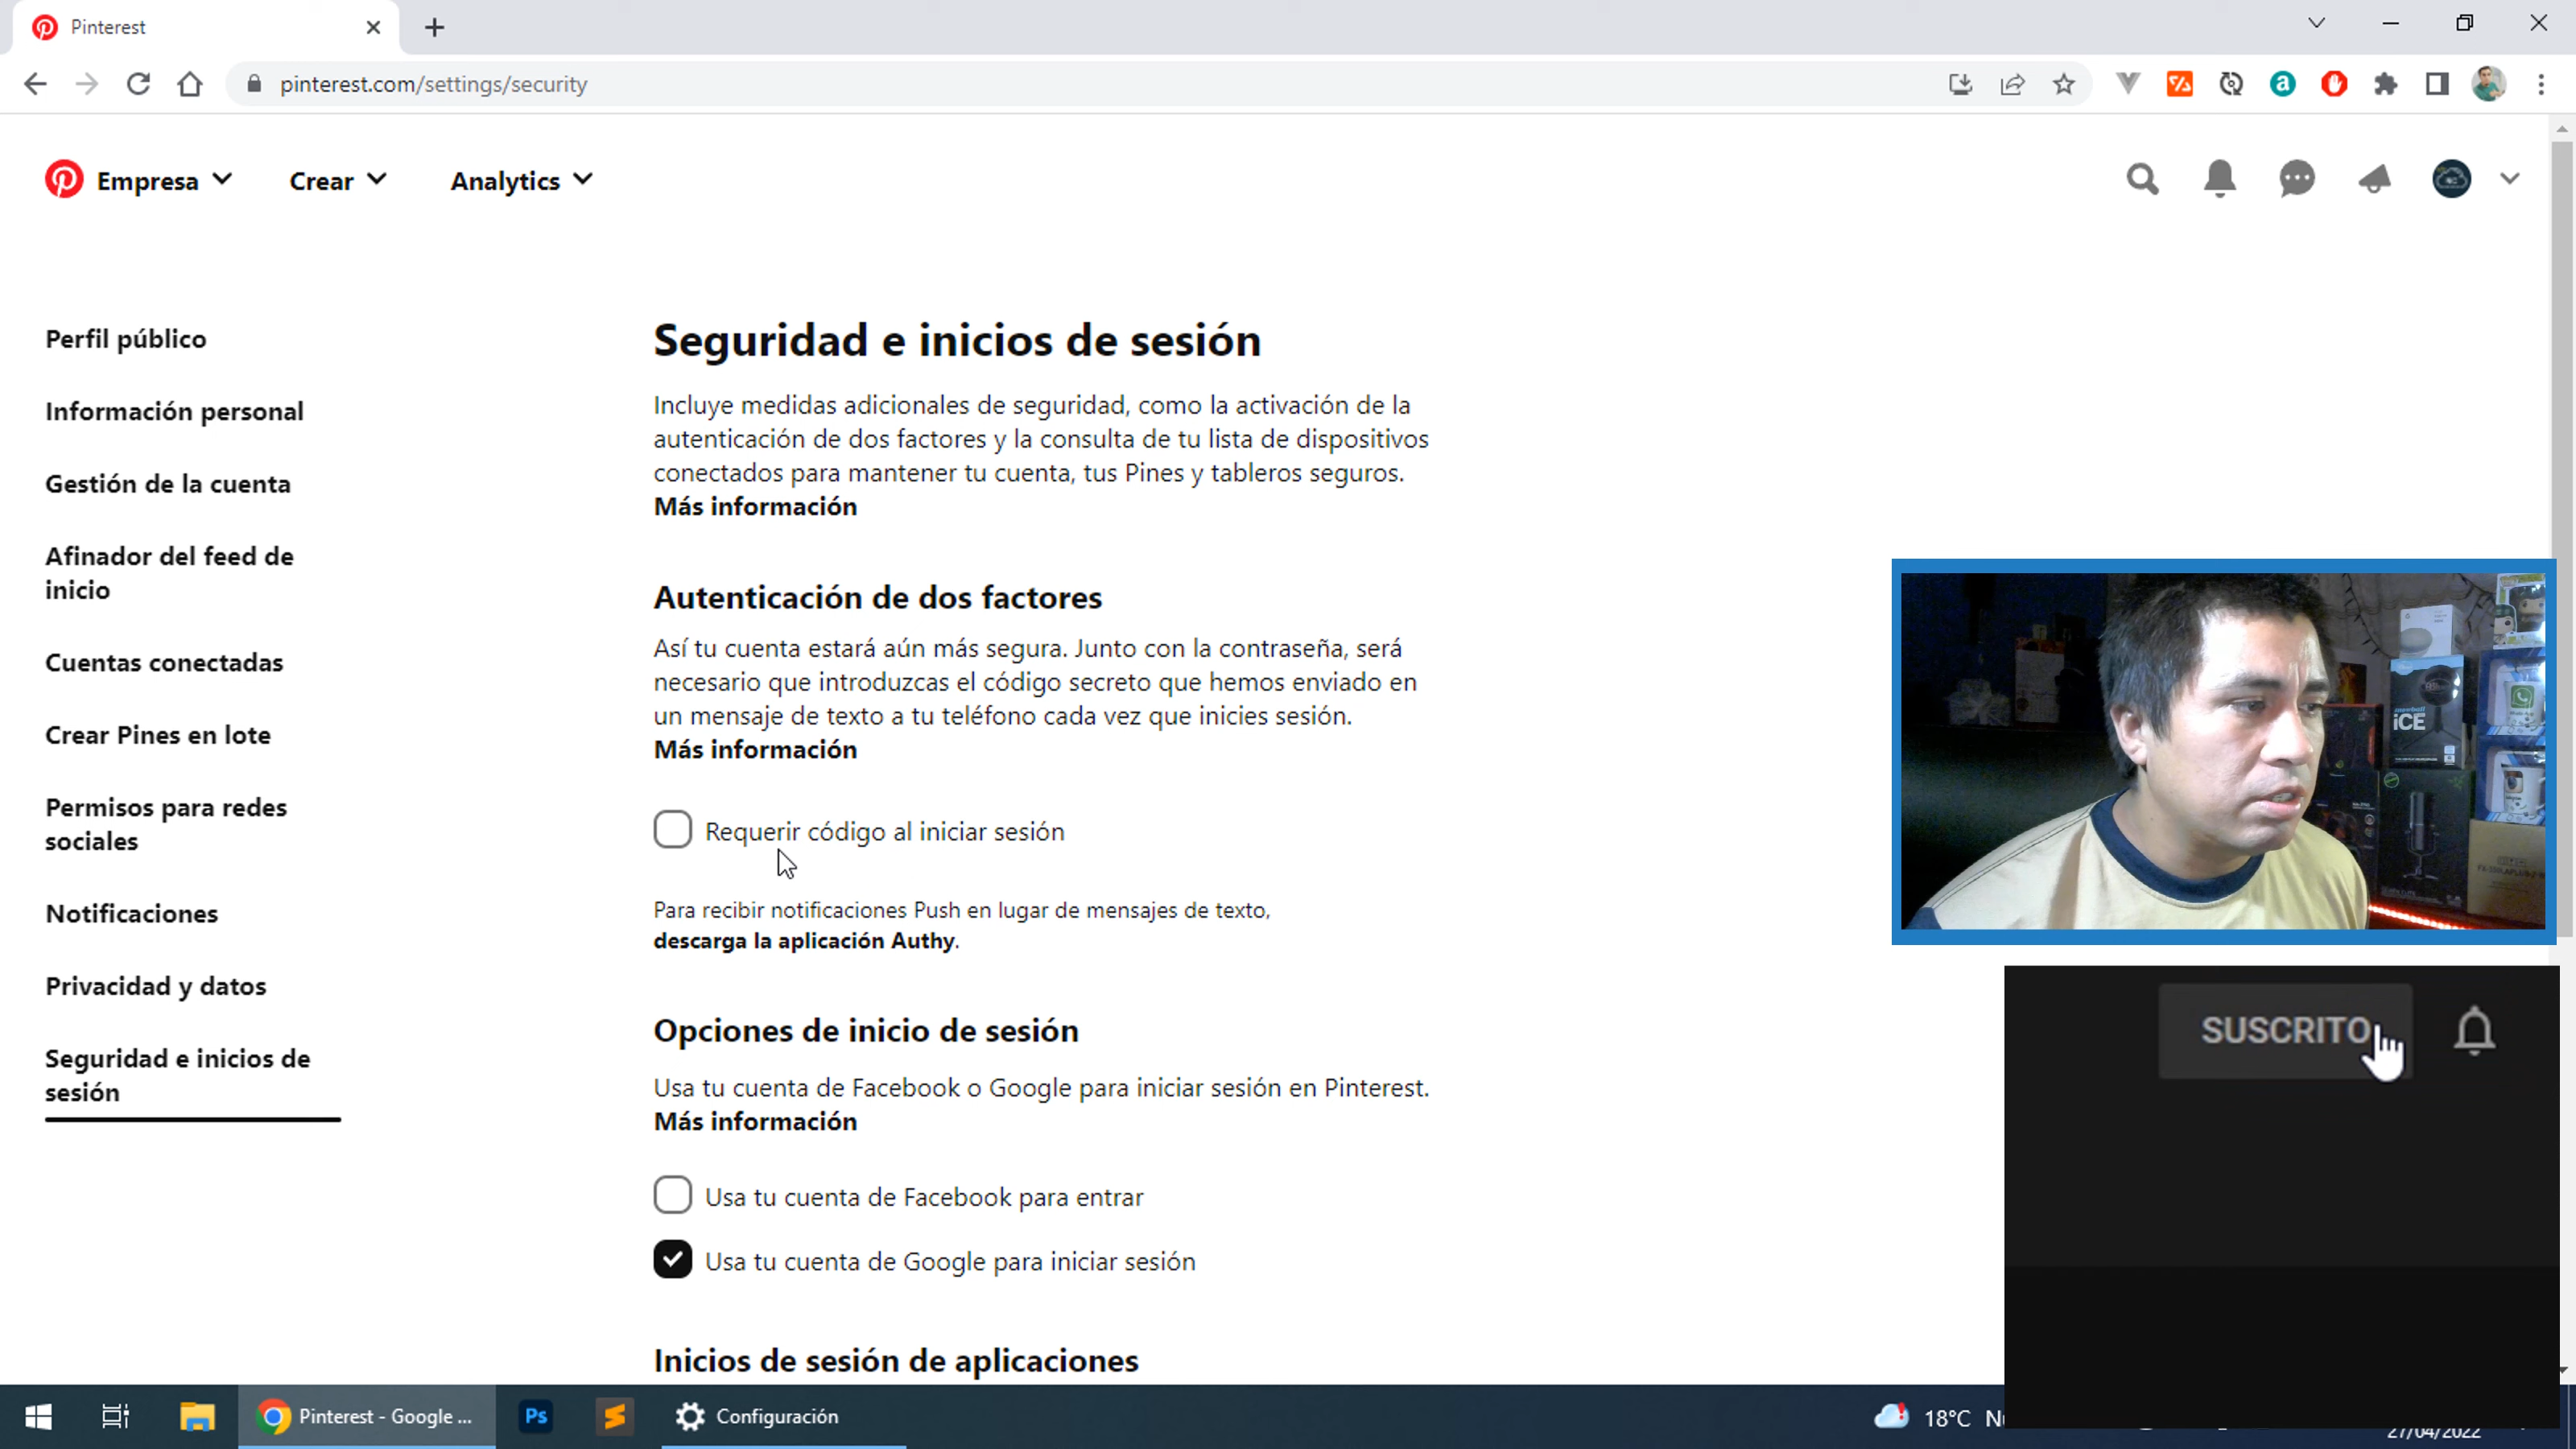 Pinterest
pinterest.com/settings/security
Empresa
Crear
Analytics
Perfil público
Información personal
Gestión de la cuenta
Afinador del feed de
inicio
Cuentas conectadas
Crear Pines en lote
Permisos para redes
sociales
Notificaciones
Privacidad y datos
Seguridad e inicios de
sesión
Seguridad e inicios de sesión
Incluye medidas adicionales de seguridad, como la activación de la
autenticación de dos factores y la consulta de tu lista de dispositivos
conectados para mantener tu cuenta, tus Pines y tableros seguros.
Más información
Autenticación de dos factores
Así tu cuenta estará aún más segura. Junto con la contraseña, será
necesario que introduzcas el código secreto que hemos enviado en
un mensaje de texto a tu teléfono cada vez que inicies sesión.
Más información
Requerir código al iniciar sesión
Para recibir notificaciones Push en lugar de mensajes de texto,
descarga la aplicación Authy.
Opciones de inicio de sesión
Usa tu cuenta de Facebook o Google para iniciar sesión en Pinterest.
Más información
Usa tu cuenta de Facebook para entrar
Usa tu cuenta de Google para iniciar sesión
Inicios de sesión de aplicaciones
iCE
SUSCRITO
Pinterest - Google ...
Ps
Configuración
18°C
27/04/2022